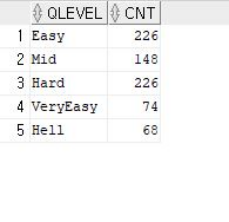 QLEVEL CNT
1 Easy 226
2 Mid 148
3 Hard 226
4 VeryEasy 74
5 Hell 68